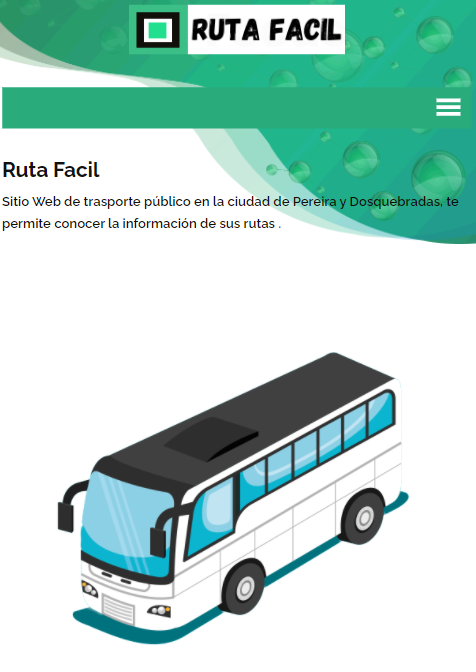 RUTA FACIL
Ruta Facil
Sitio Web de trasporte público en la ciudad de Pereira y Dosquebradas, te
permite conocer la información de sus rutas .